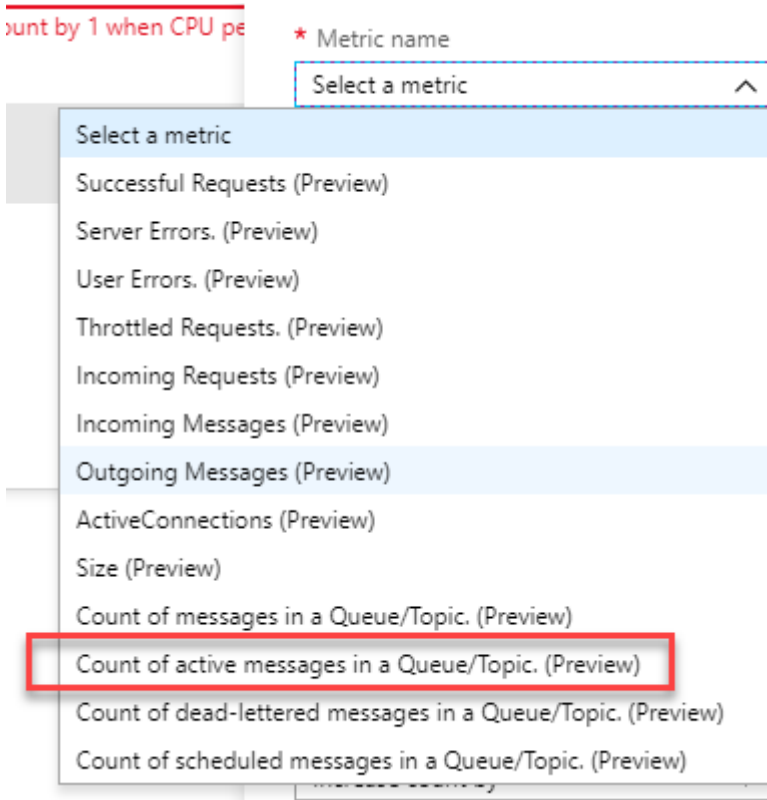 ount by 1 when CPU pe
* Metric name
Select a metric
Select a metric
Successful Requests (Preview)
Server Errors. (Preview)
User Errors. (Preview)
Throttled Requests. (Preview)
Incoming Requests (Preview)
Incoming Messages (Preview)
Outgoing Messages (Preview)
ActiveConnections (Preview)
Size (Preview)
Count of messages in a Queue/Topic. (Preview)
Count of active messages in a Queue/Topic. (Preview)
Count of dead-lettered messages in a Queue/Topic. (Preview)
Count of scheduled messages in a Queue/Topic. (Preview)
Increase count by